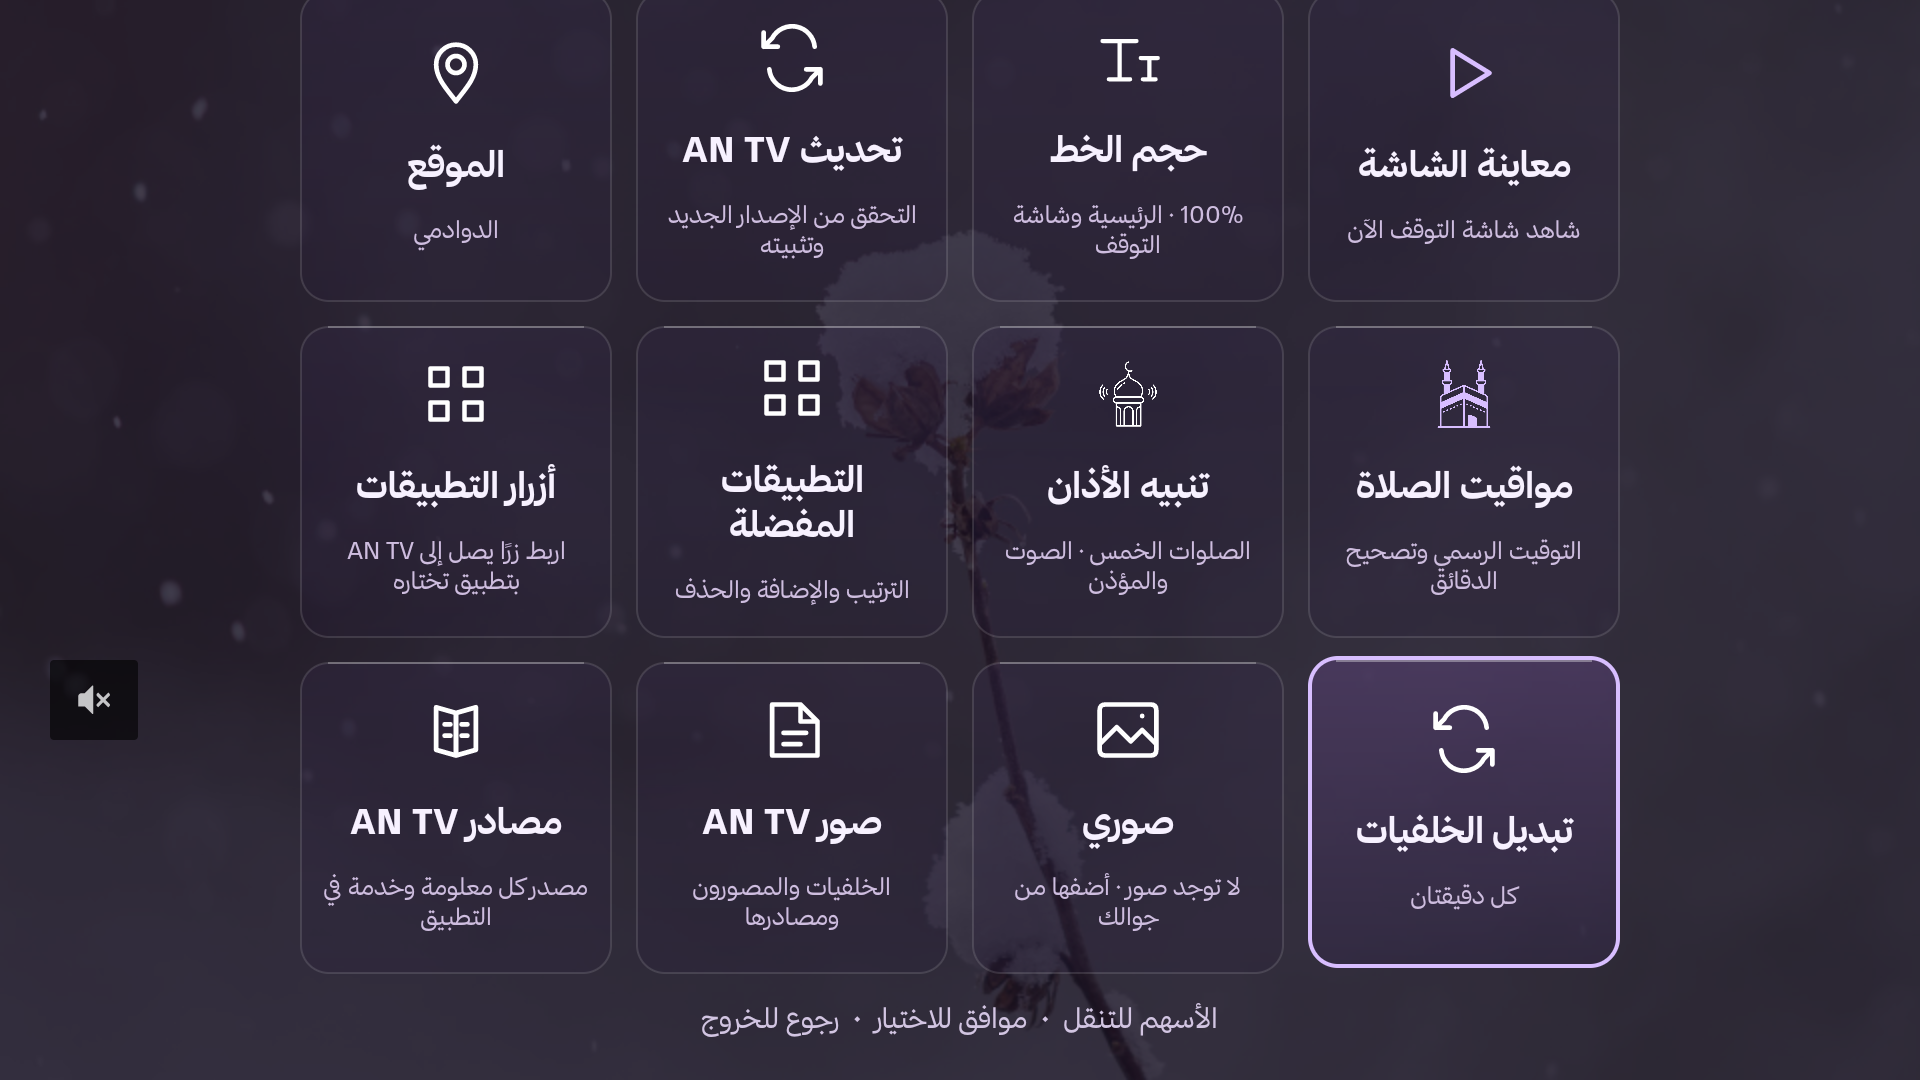 معاينة الشاشة
شاهد شاشة التوقف الآن
حجم الخط
100% · الرئيسية وشاشة
التوقف
تحديث AN TV
التحقق من الإصدار الجديد
وتثبيته
الموقع
الدوادمي
مواقيت الصلاة
التوقيت الرسمي وتصحيح
الدقائق
تنبيه الأذان
الصلوات الخمس · الصوت
والمؤذن
التطبيقات
المفضلة
الترتيب والإضافة والحذف
أزرار التطبيقات
اربط زرًا يصل إلى AN TV
بتطبيق تختاره
تبديل الخلفيات
كل دقيقتان
صوري
لا توجد صور · أضفها من
جوالك
صور AN TV
الخلفيات والمصورون
ومصادرها
مصادر AN TV
مصدر كل معلومة وخدمة في
التطبيق
الأسهم للتنقل · موافق للاختيار · رجوع للخروج